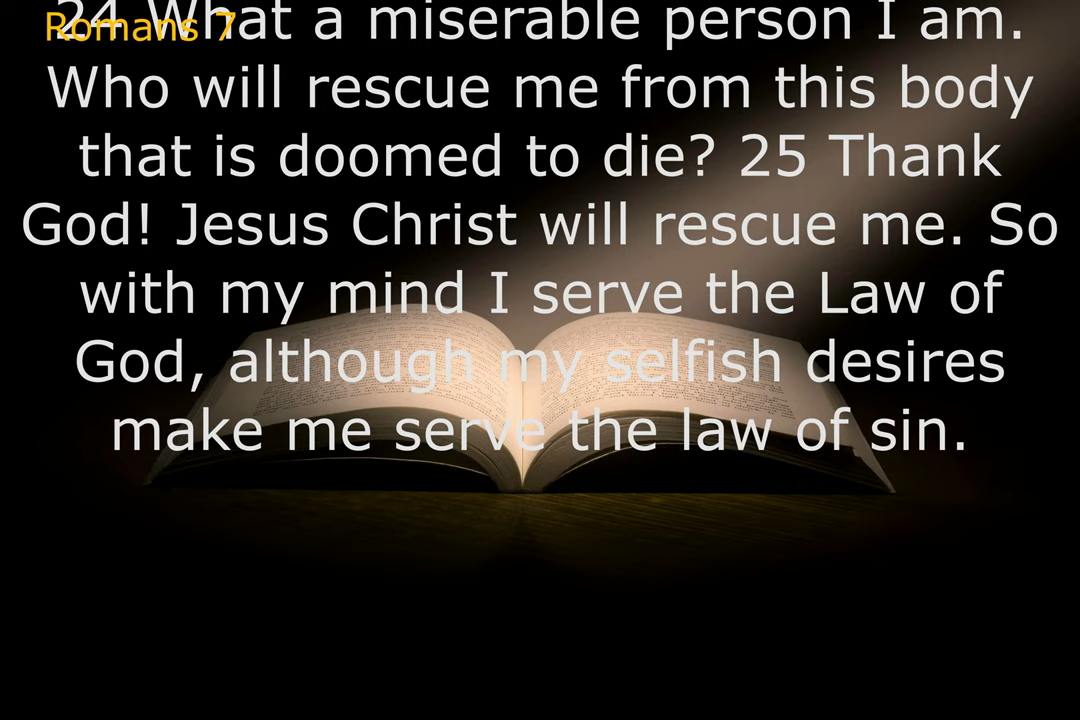 Romans 7
24 What a miserable person I am.
Who will rescue me from this body
that is doomed to die? 25 Thank
God! Jesus Christ will rescue me. So
with my mind I serve the Law of
God, although my selfish desires
make me serve the law of sin.